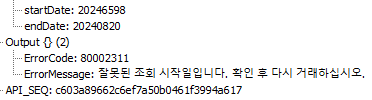 startDate: 20246598
endDate: 20240820
Output {} (2)
ErrorCode: 80002311
ErrorMessage: 잘못된 조회 시작일입니다. 확인 후 다시 거래하십시오.
API_SEQ: c603a89662c6ef7a50b0461f3994a617